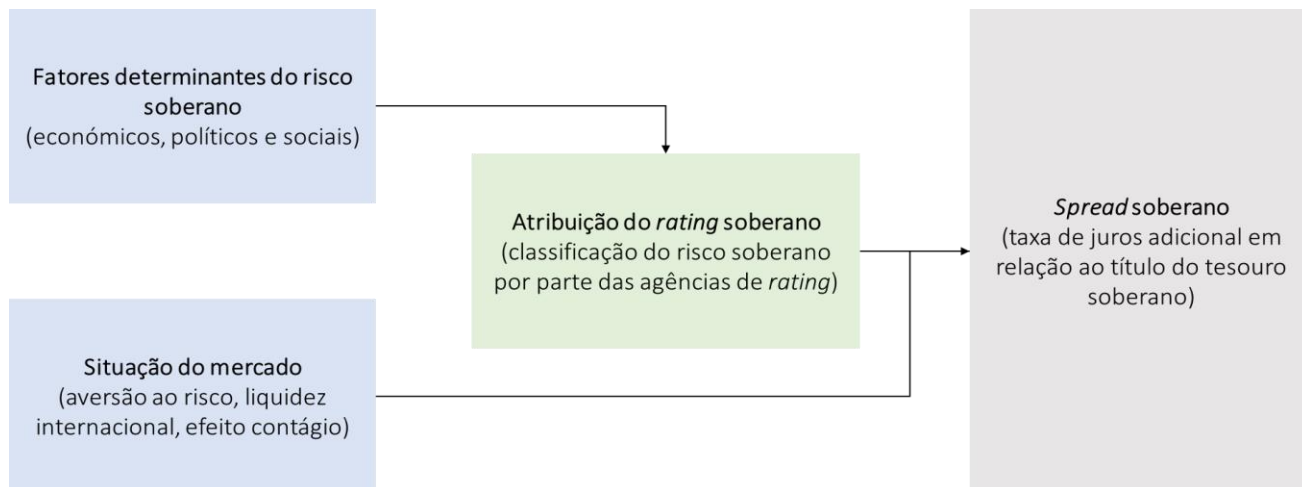 Fatores determinantes do risco
soberano
(económicos, políticos e sociais)
Atribuição do rating soberano
(classificação do risco soberano
por parte das agências de rating)
Spread soberano
(taxa de juros adicional em
relação ao título do tesouro
soberano)
Situação do mercado
(aversão ao risco, liquidez
internacional, efeito contágio)